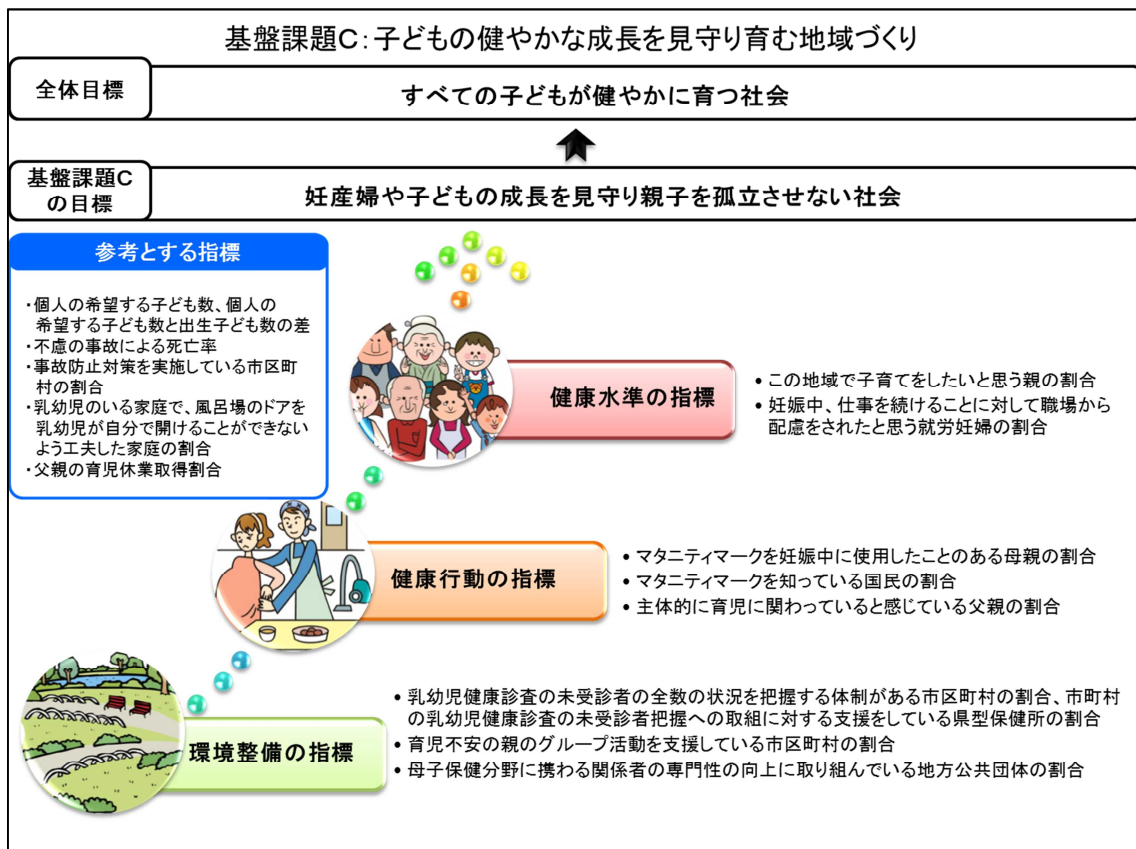 基盤課題C:子どもの健やかな成長を見守り育む地域づくり
全体目標
すべての子どもが健やかに育つ社会
基盤課題C
の目標
妊産婦や子どもの成長を見守り親子を孤立させない社会
参考とする指標
・個人の希望する子ども数、個人の
希望する子ども数と出生子ども数の差
・不慮の事故による死亡率
・事故防止対策を実施している市区町
村の割合
・乳幼児のいる家庭で、風呂場のドアを
乳幼児が自分で開けることができない
よう工夫した家庭の割合
・父親の育児休業取得割合
健康水準の指標
• この地域で子育てをしたいと思う親の割合
• 妊娠中、仕事を続けることに対して職場から
配慮をされたと思う就労妊婦の割合
健康行動の指標
• マタニティマークを妊娠中に使用したことのある母親の割合
• マタニティマークを知っている国民の割合
• 主体的に育児に関わっていると感じている父親の割合
環境整備の指標
• 乳幼児健康診査の未受診者の全数の状況を把握する体制がある市区町村の割合、市町村
の乳幼児健康診査の未受診者把握への取組に対する支援をしている県型保健所の割合
• 育児不安の親のグループ活動を支援している市区町村の割合
• 母子保健分野に携わる関係者の専門性の向上に取り組んでいる地方公共団体の割合